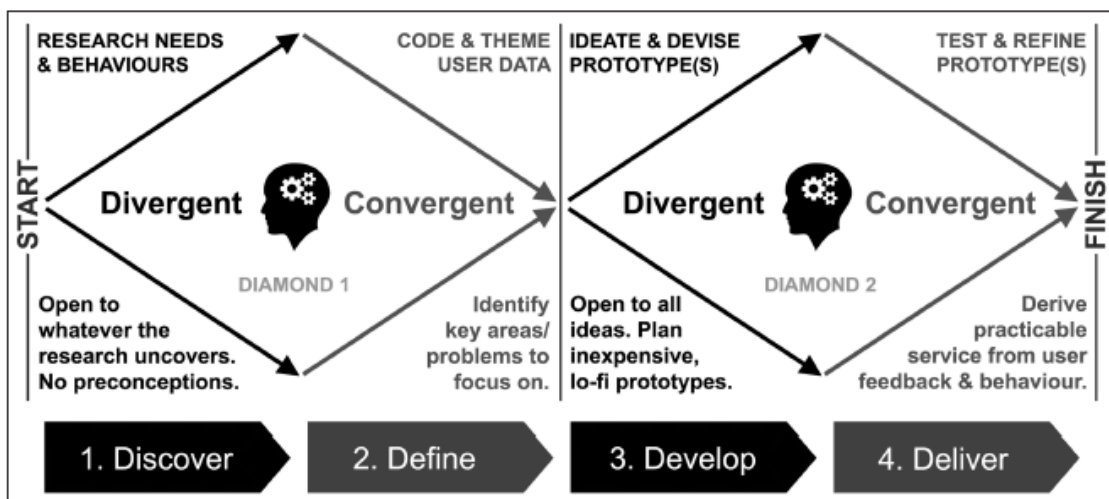 START
RESEARCH NEEDS
& BEHAVIOURS
CODE & THEME
USER DATA
Divergent
Convergent
DIAMOND 1
Open to
whatever the
research uncovers.
No preconceptions.
Identify
key areas/
problems to
focus on.
IDEATE & DEVISE
PROTOTYPE(S)
TEST & REFINE
PROTOTYPE(S)
Divergent
Convergent
DIAMOND 2
Open to all
ideas. Plan
inexpensive,
lo-fi prototypes.
Derive
practicable
service from user
feedback & behaviour.
FINISH
1. Discover
2. Define
3. Develop
4. Deliver